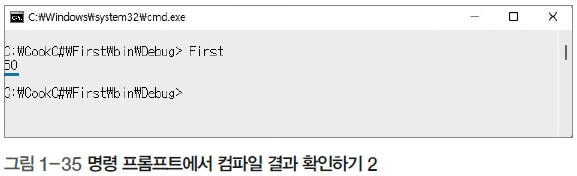 C:\Windows\system32\cmd.exe
C:\CookC#\First\bin\Debug> First
50
C:\CookC#\First\bin\Debug>
그림 1-35 명령 프롬프트에서 컴파일 결과 확인하기 2